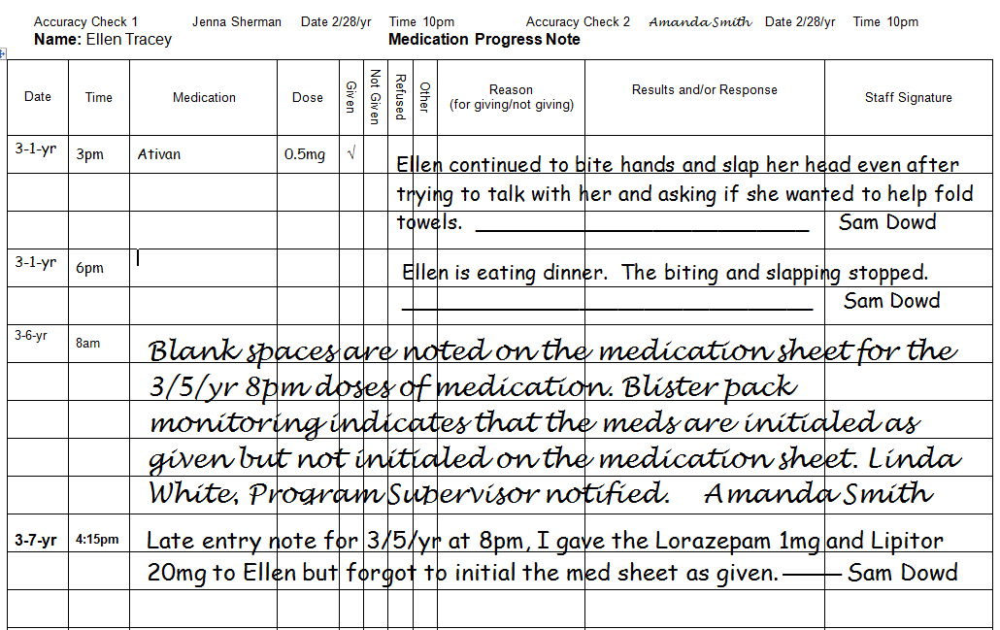 Accuracy Check 1 Jenna Sherman Date 2/28/yr Time 10pm Accuracy Check 2 Amanda Smith Date 2/28/yr Time 10pm
Name: Ellen Tracey Medication Progress Note
Date Time Medication Dose Given Not Given Refused Other Reason (for giving/not giving) Results and/or Response Staff Signature
3-1-yr 3pm Ativan 0.5mg √ Ellen continued to bite hands and slap her head even after
trying to talk with her and asking if she wanted to help fold
towels. Sam Dowd
3-1-yr 6pm Ellen is eating dinner. The biting and slapping stopped.
Sam Dowd
3-6-yr 8am Blank spaces are noted on the medication sheet for the
3/5/yr 8pm doses of medication. Blister pack
monitoring indicates that the meds are initialed as
given but not initialed on the medication sheet. Linda
White, Program Supervisor notified. Amanda Smith
3-7-yr 4:15pm Late entry note for 3/5/yr at 8pm, I gave the Lorazepam 1mg and Lipitor
20mg to Ellen but forgot to initial the med sheet as given. Sam Dowd